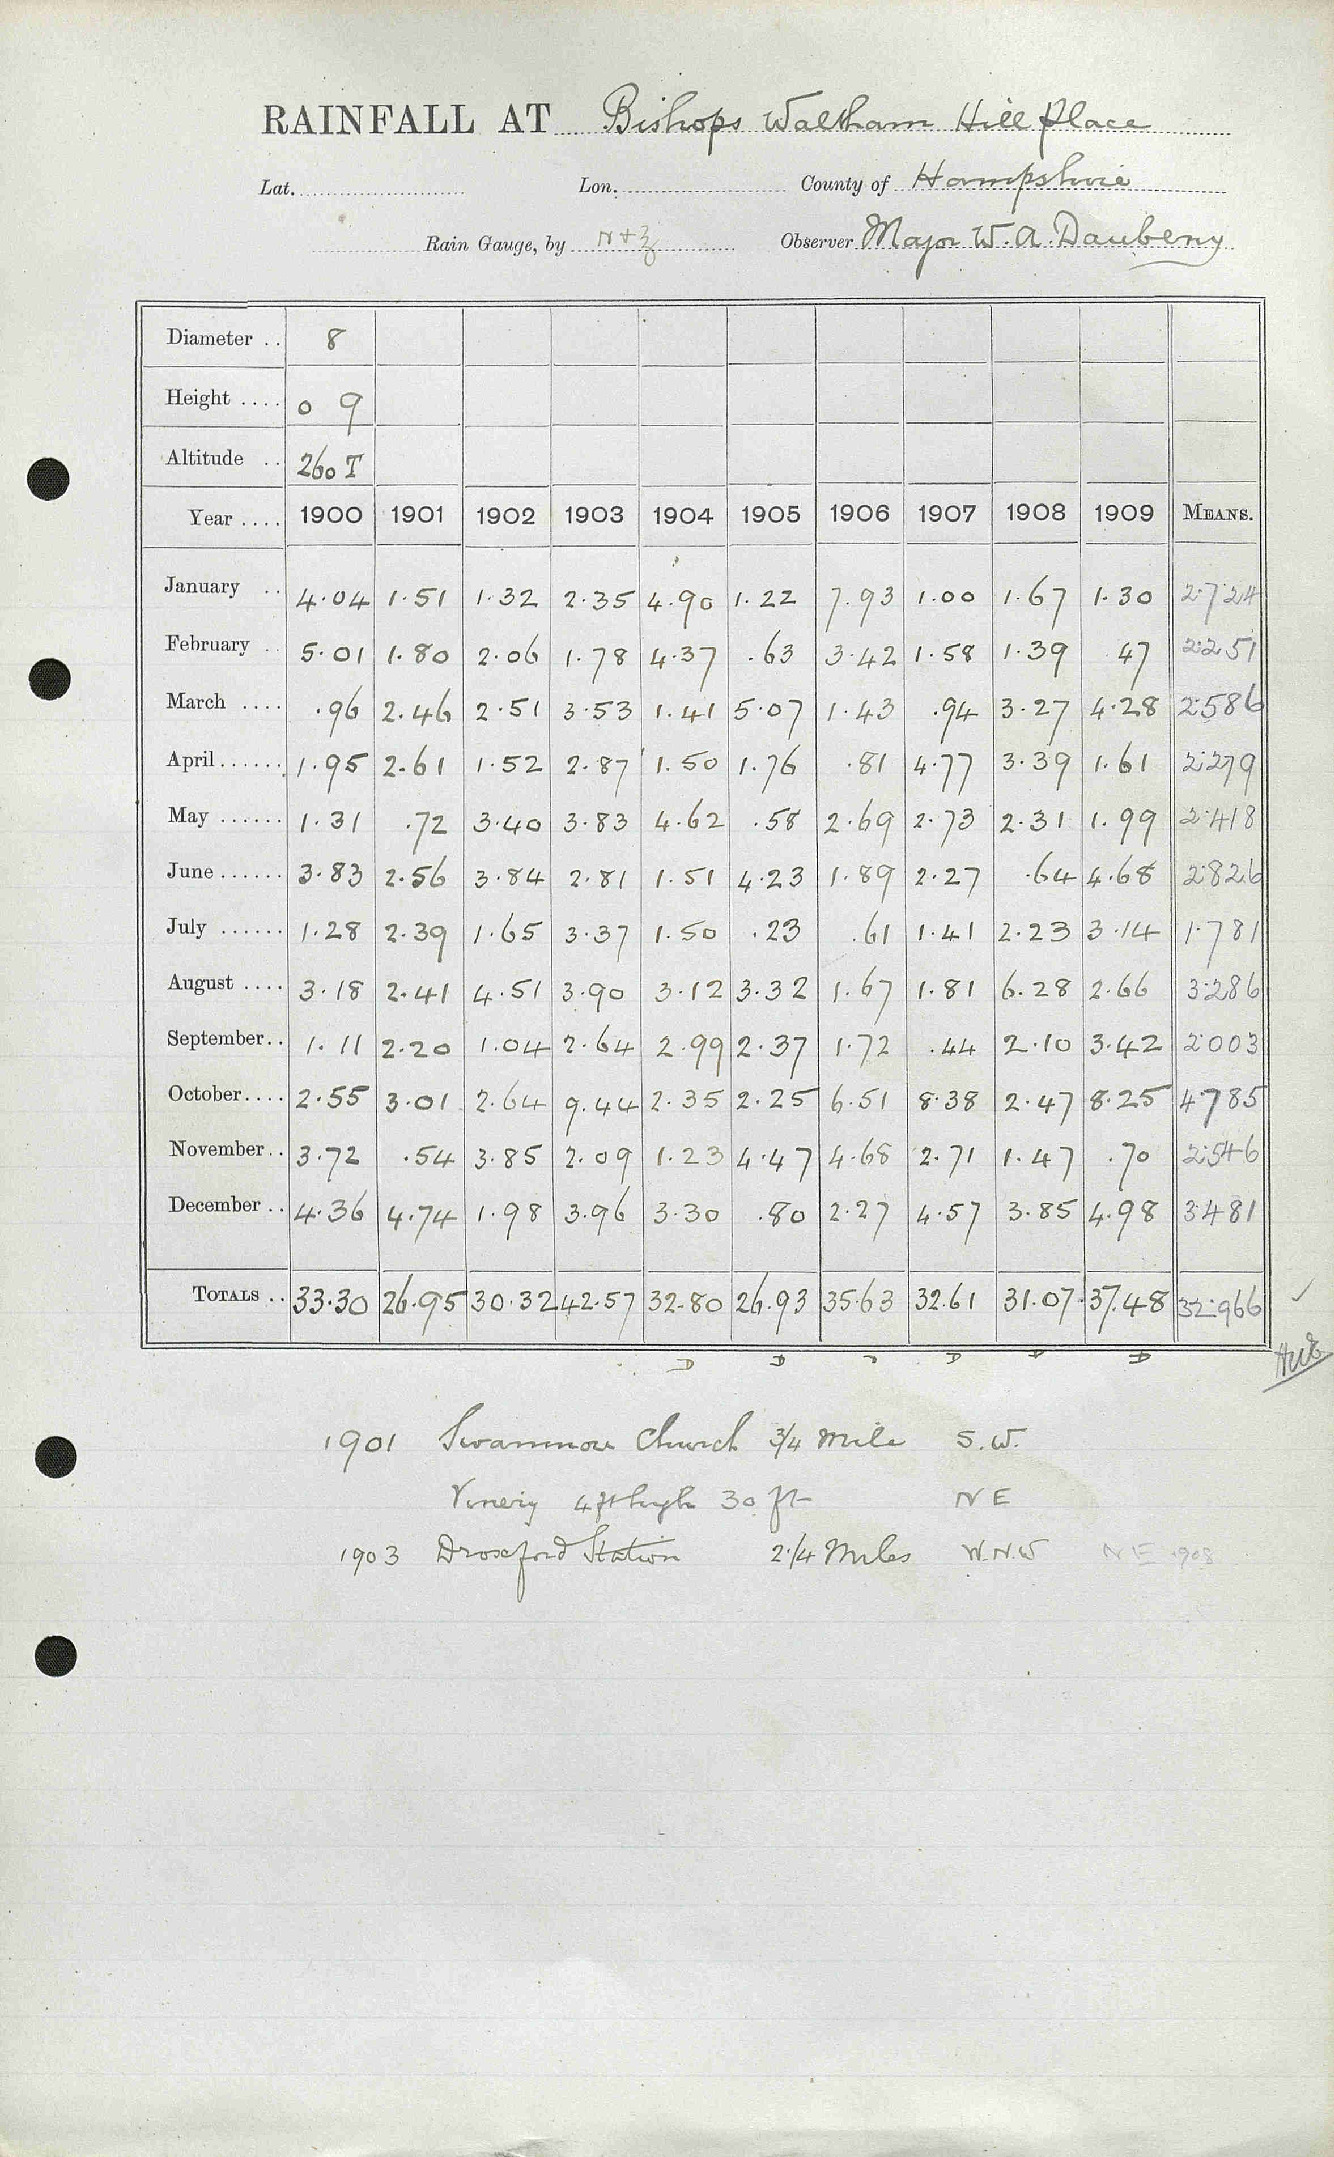 RAINFALL AT Bishops Waltham Hill Place
Lat. Lon. County of Hampshire
Rain Gauge, by N+Z Observer Major W.A.Daubeny
Diameter .. 8
Height .... 0 9
Altitude .. 260 T
Year .... 1900 1901 1902 1903 1904 1905 1906 1907 1908 1909 MEANS.
January .. 4.04 1.51 1.32 2.35 4.90 1.22 7.93 1.00 1.67 1.30 2.724
February .. 5.01 1.80 2.06 1.78 4.37 .63 3.42 1.58 1.39 47 2.251
March .... .96 2.46 2.51 3.53 1.41 5.07 1.43 .94 3.27 4.28 2.586
April ...... 1.95 2.61 1.52 2.87 1.50 1.76 .81 4.77 3.39 1.61 2.279
May ...... 1.31 .72 3.40 3.83 4.62 .58 2.69 2.73 2.31 1.99 2.418
June ...... 3.83 2.56 3.84 2.81 1.51 4.23 1.89 2.27 .64 4.68 2.826
July ...... 1.28 2.39 1.65 3.37 1.50 .23 .61 1.41 2.23 3.14 1.781
August .... 3.18 2.41 4.51 3.90 3.12 3.32 1.67 1.81 6.28 2.66 3.286
September .. 1.11 2.20 1.04 2.64 2.99 2.37 1.72 .44 2.10 3.42 2.003
October .... 2.55 3.01 2.64 9.44 2.35 2.25 6.51 8.38 2.47 8.25 4.785
November .. 3.72 .54 3.85 2.09 1.23 4.47 4.68 2.71 1.47 .70 2.546
December .. 4.36 4.74 1.98 3.96 3.30 .80 2.27 4.57 3.85 4.98 3.481
TOTALS .. 33.30 26.95 30.32 42.57 32.80 26.93 35.63 32.61 31.07 37.48 32.966
D D D D D
1901 Swanmore Church 3/4 Mile S.W.
Vinery 4 ft high 30 ft NE
1903 Droxford Station 2 1/4 Miles W.N.W NE 1908